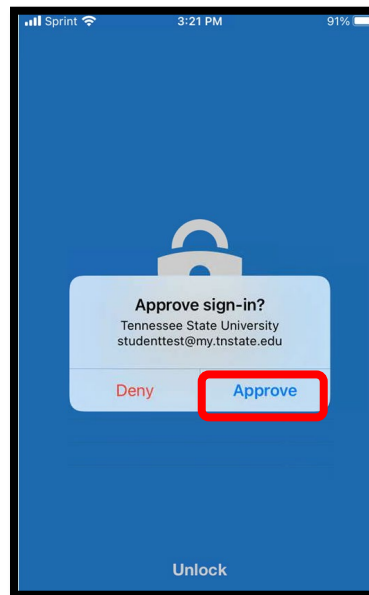 Sprint 3:21 PM 91%
Approve sign-in?
Tennessee State University
studenttest@my.tnstate.edu
Deny Approve
Unlock